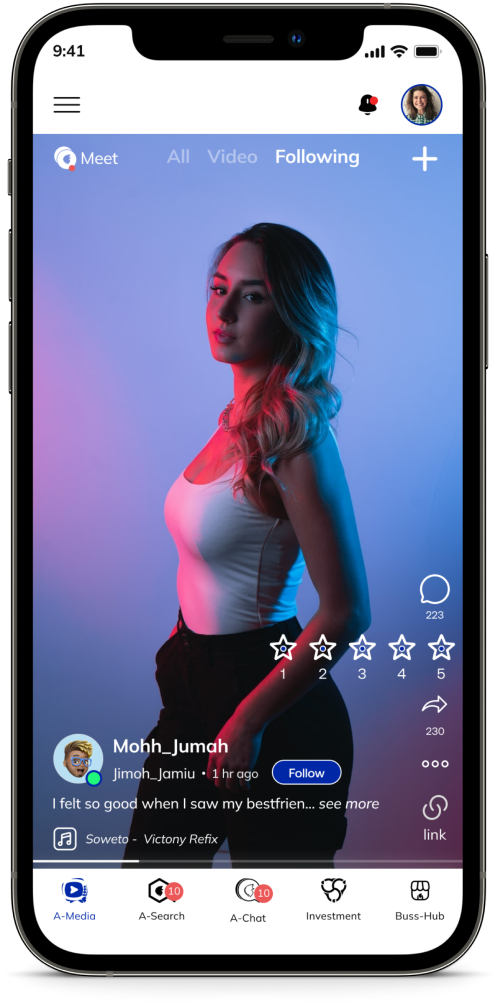 9:41
Meet All Video Following
223
1 2 3 4 5
230
Mohh_Jumah
Jimoh_Jamiu • 1 hr ago Follow
I felt so good when I saw my bestfrien... see more
link
Soweto - Victony Refix
10 10
A-Media A-Search A-Chat Investment Buss-Hub